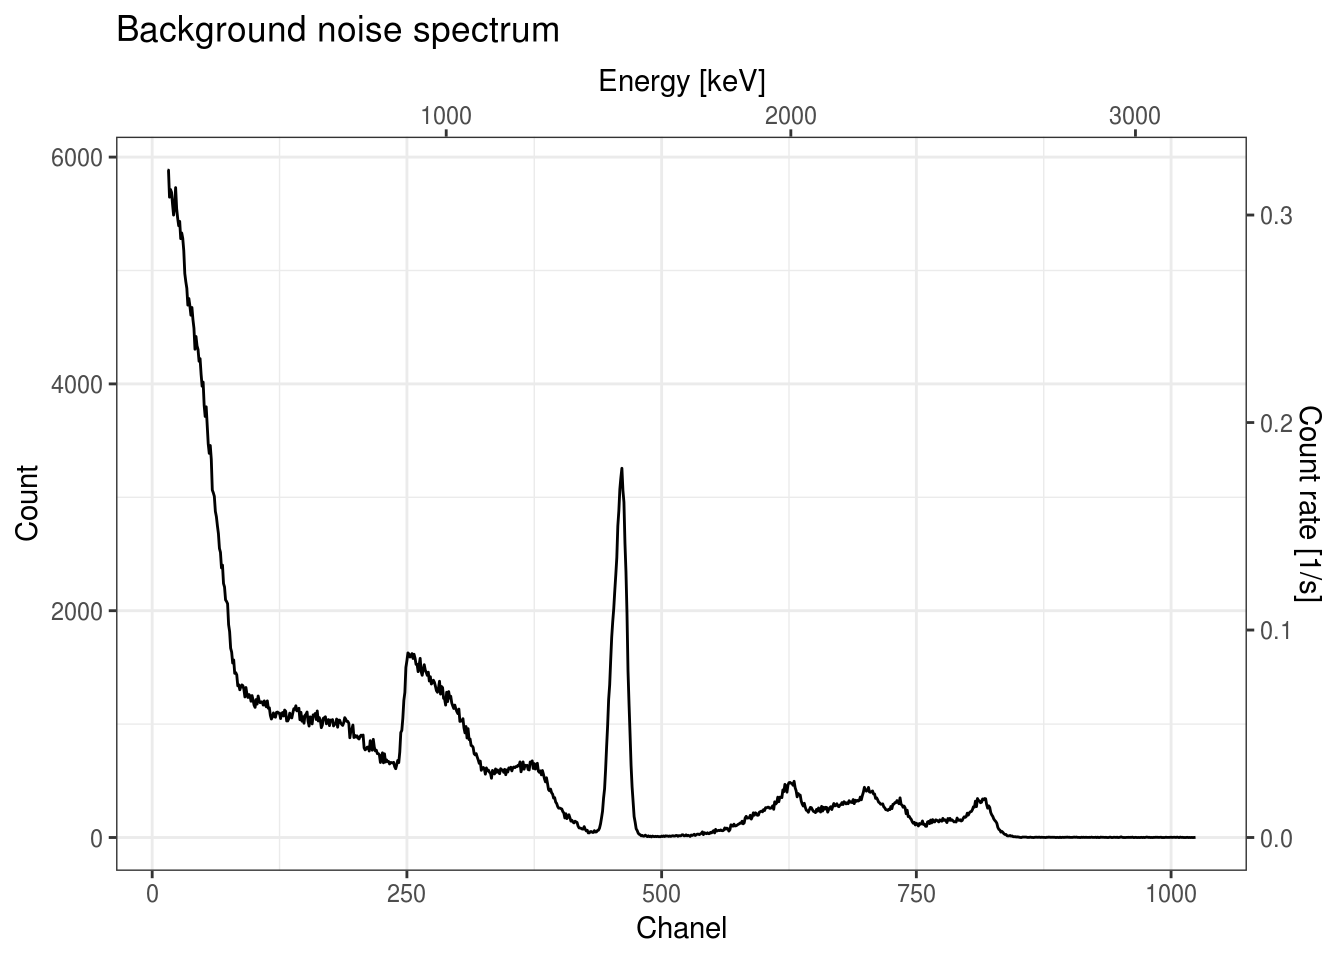 Background noise spectrum
Energy [keV]
1000 2000 3000
6000
4000
2000
0
Count
0.3
0.2
0.1
0.0
Count rate [1/s]
0 250 500 750 1000
Chanel